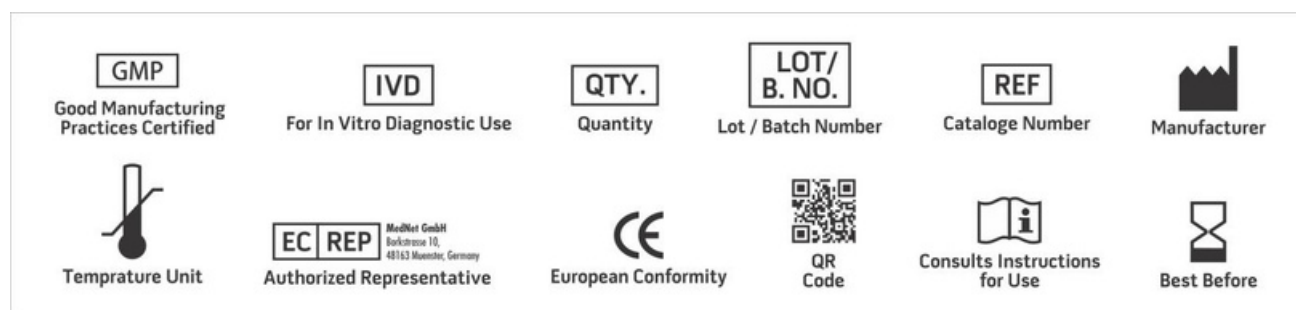 GMP
Good Manufacturing
Practices Certified
IVD
For In Vitro Diagnostic Use
QTY.
Quantity
LOT/
B. NO.
Lot / Batch Number
REF
Cataloge Number
Manufacturer
Temprature Unit
EC REP
MedNet GmbH
Borkstrasse 10,
48163 Muenster, Germany
Authorized Representative
CE
European Conformity
QR
Code
i
Consults Instructions
for Use
Best Before